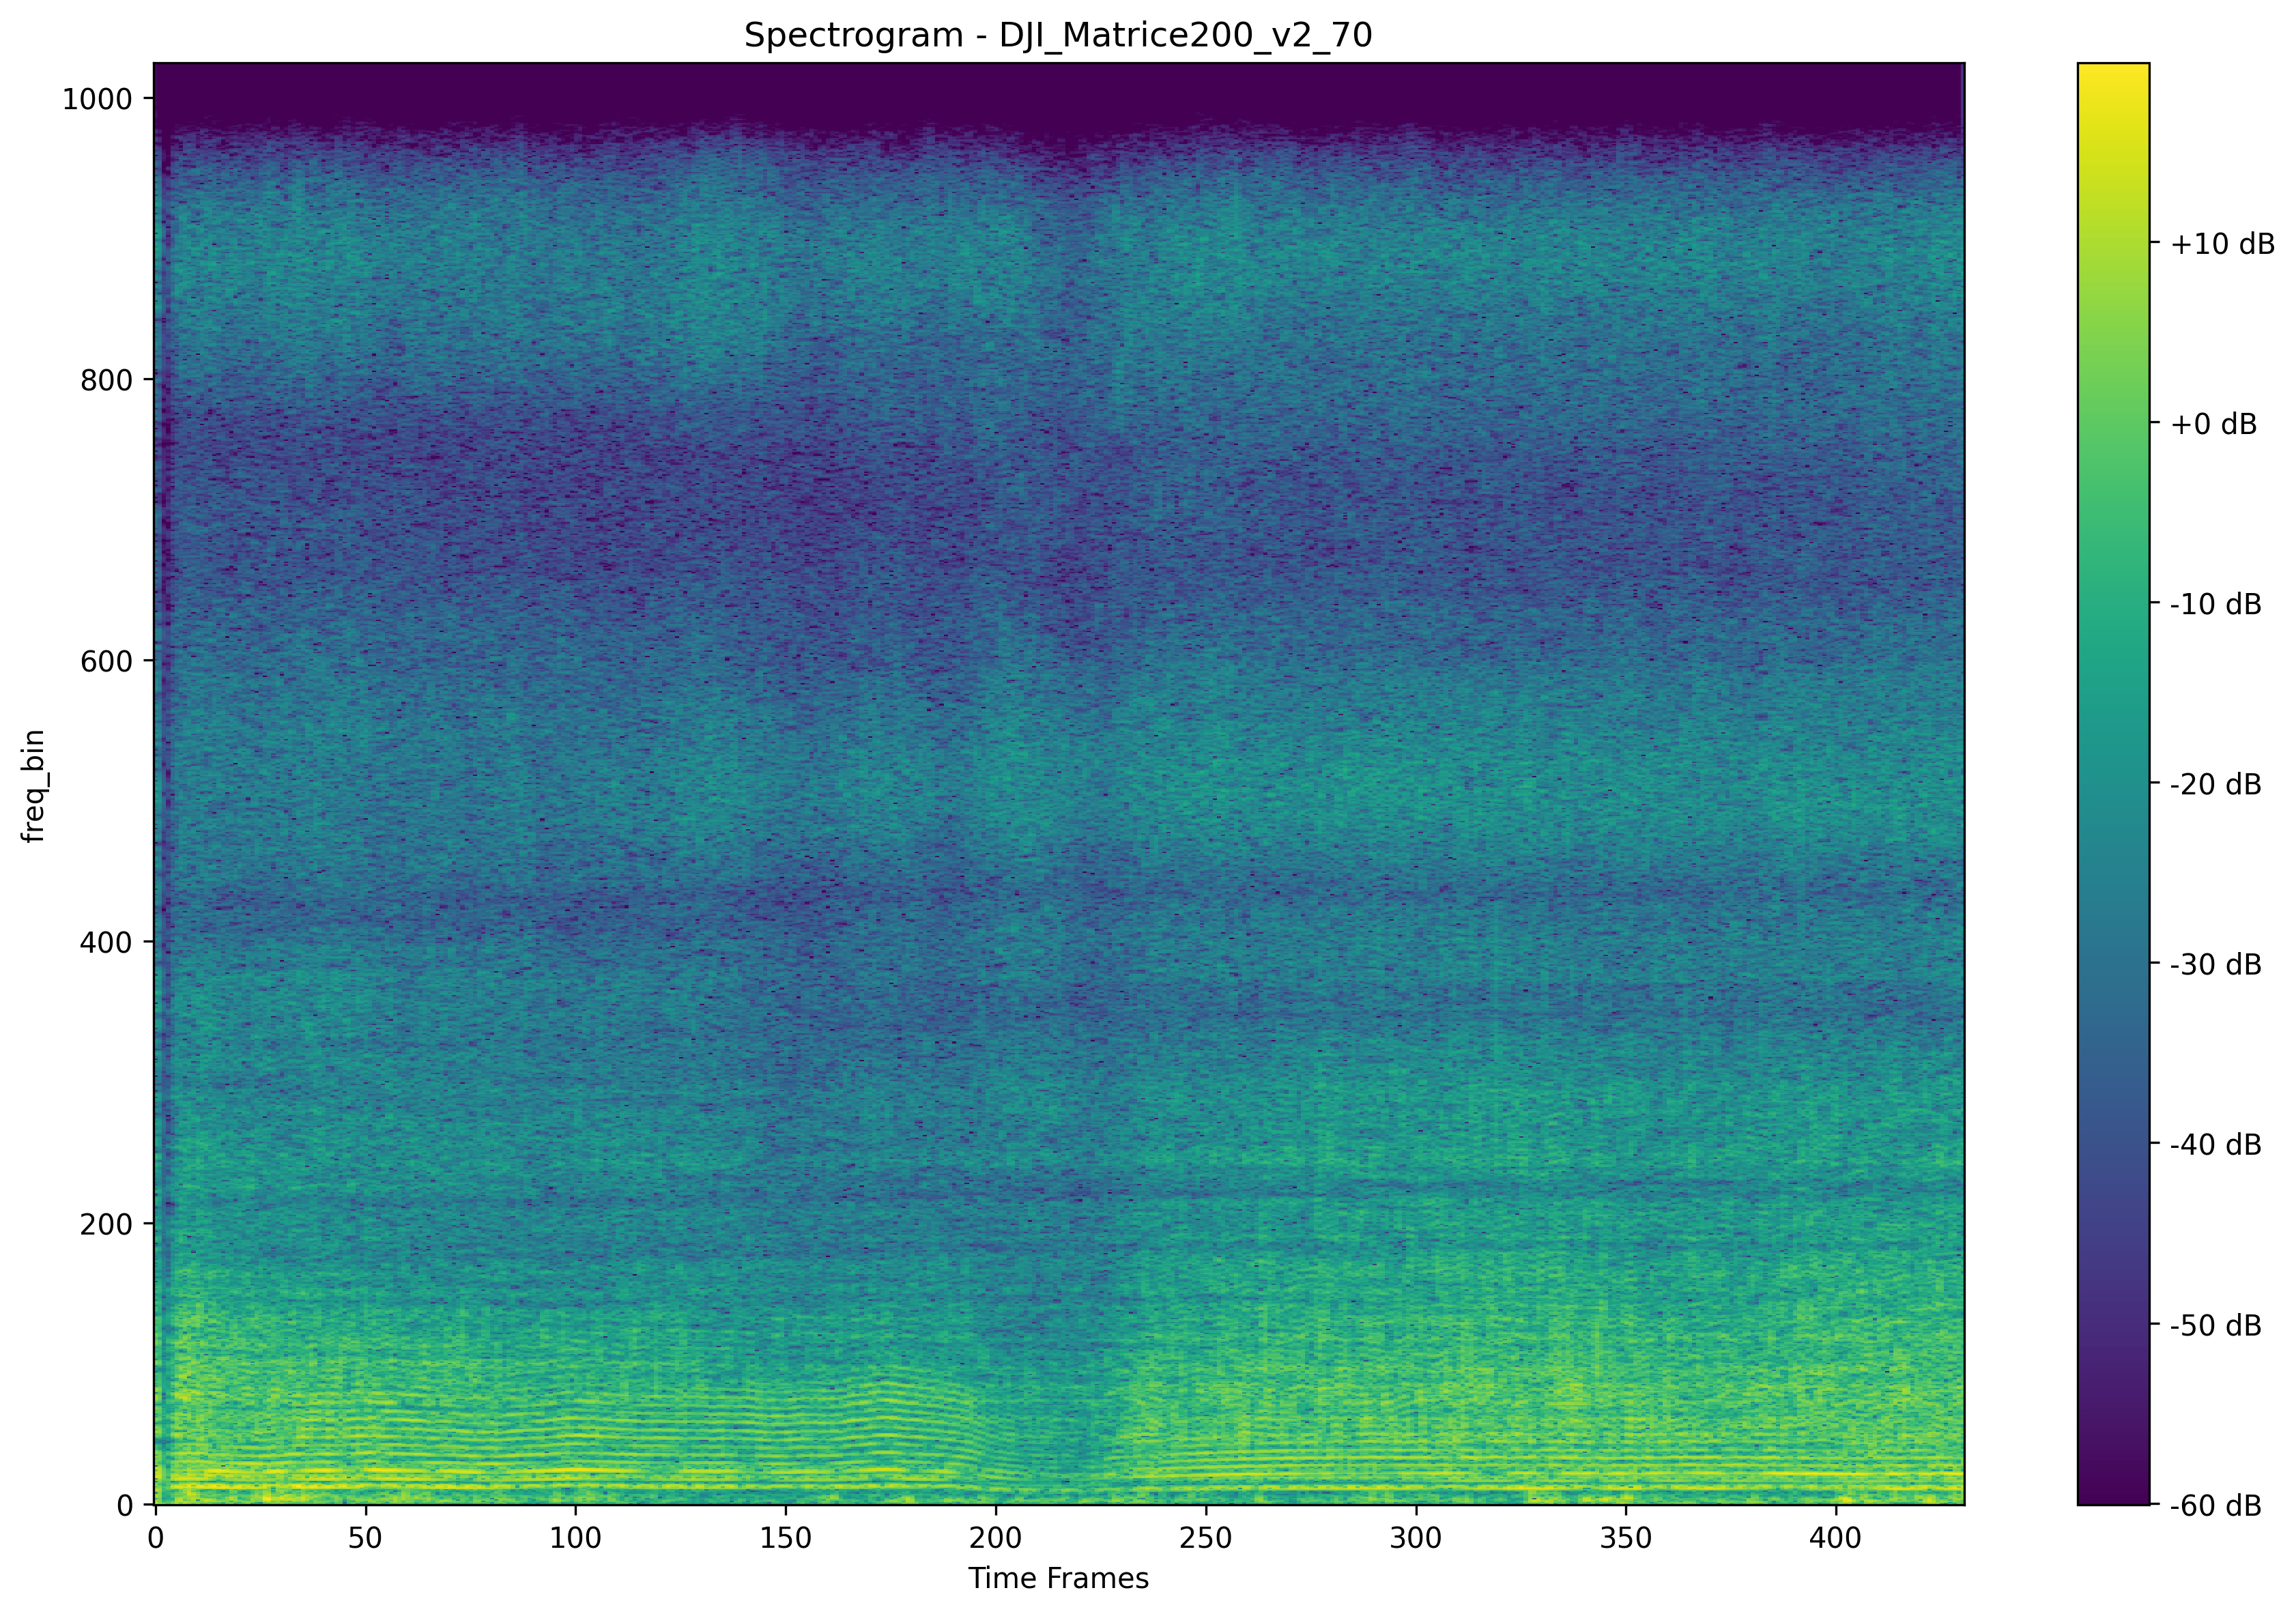 Spectrogram - DJI_Matrice200_v2_70
1000
800
600
400
200
0
freq_bin
0 50 100 150 200 250 300 350 400
Time Frames
+10 dB
+0 dB
-10 dB
-20 dB
-30 dB
-40 dB
-50 dB
-60 dB